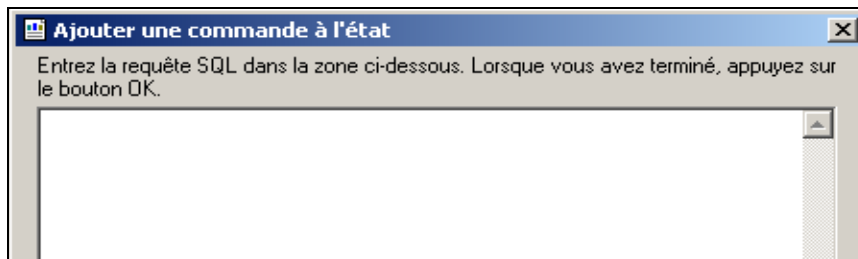 Ajouter une commande à l'état
Entrez la requête SQL dans la zone ci-dessous. Lorsque vous avez terminé, appuyez sur
le bouton OK.